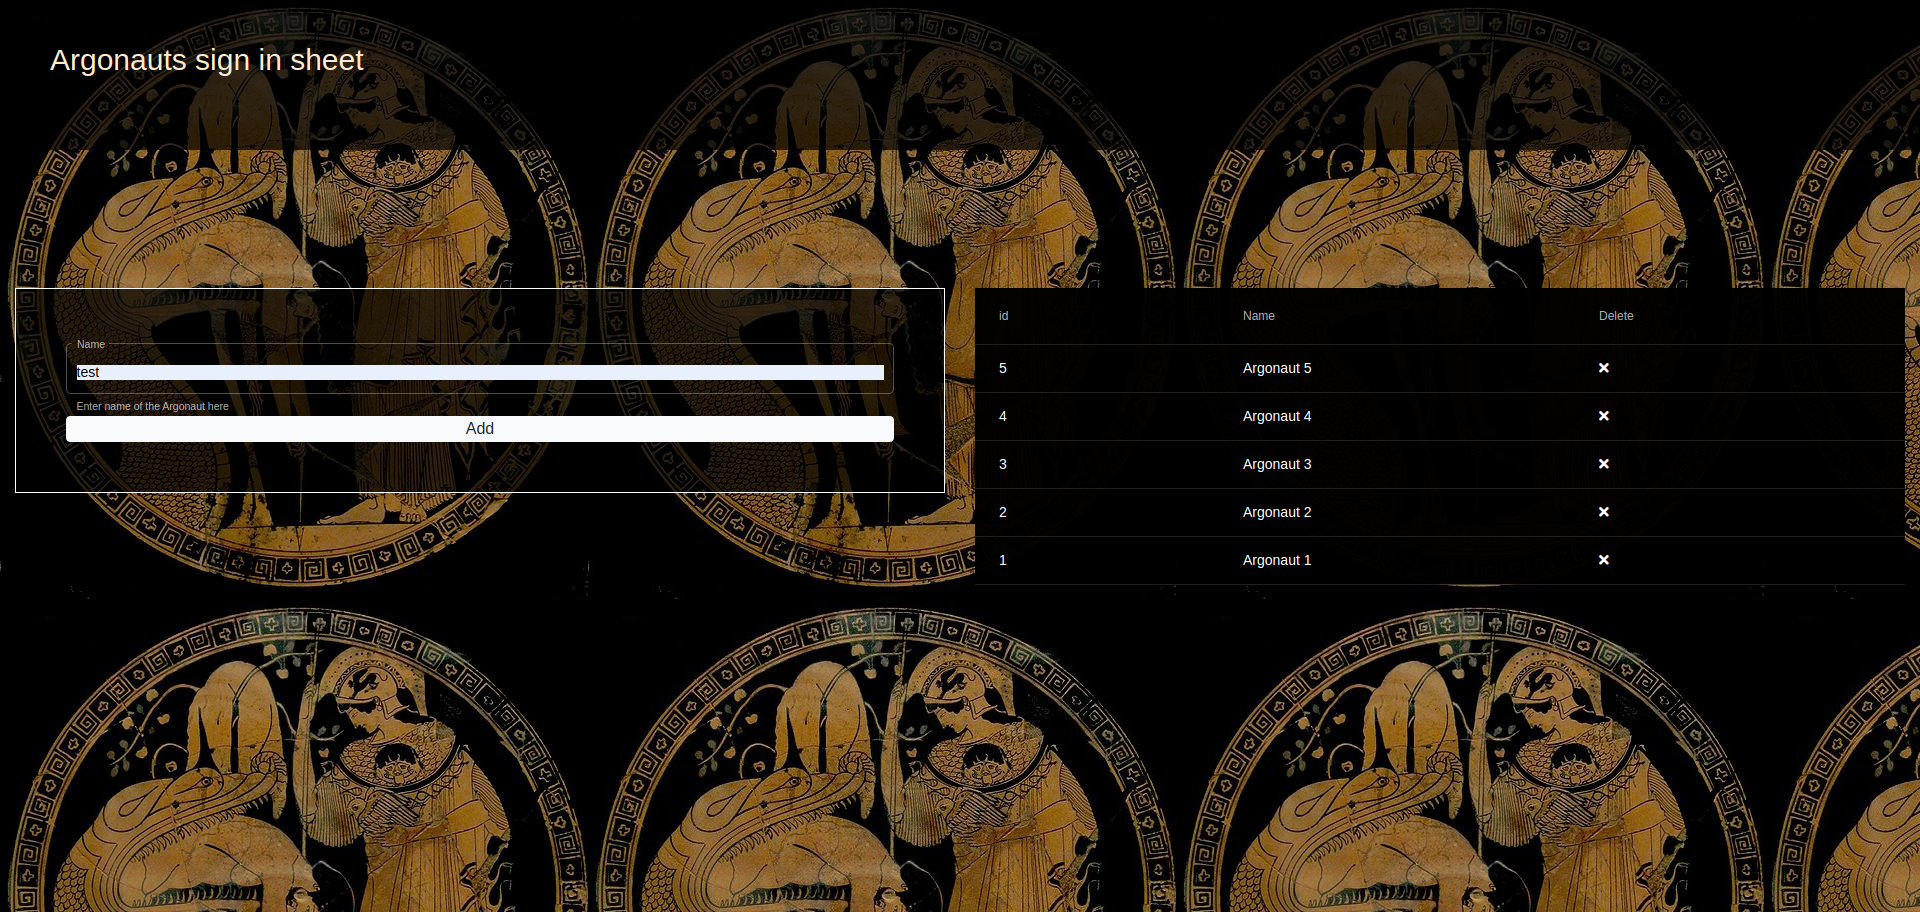 Argonauts sign in sheet
Name
test
Enter name of the Argonaut here
Add
id Name Delete
5 Argonaut 5 ×
4 Argonaut 4 ×
3 Argonaut 3 ×
2 Argonaut 2 ×
1 Argonaut 1 ×